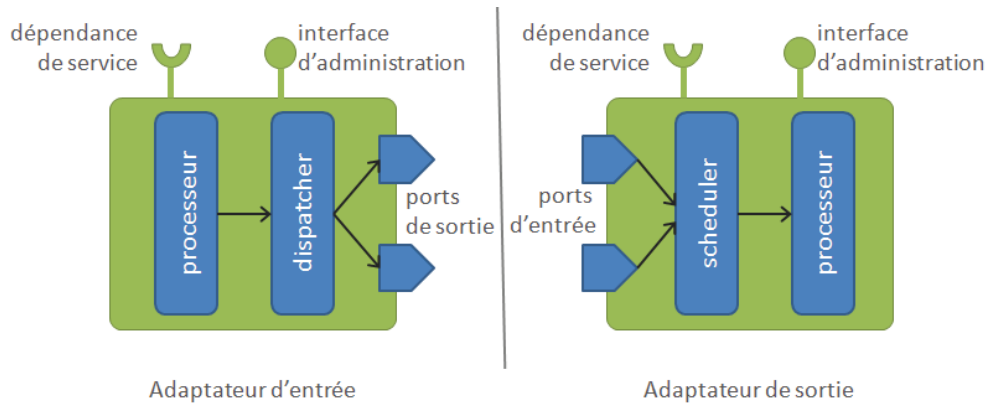 dépendance
de service
interface
d'administration
processeur
dispatcher
ports
de sortie
Adaptateur d'entrée
dépendance
de service
interface
d'administration
ports
d'entrée
scheduler
processeur
Adaptateur de sortie